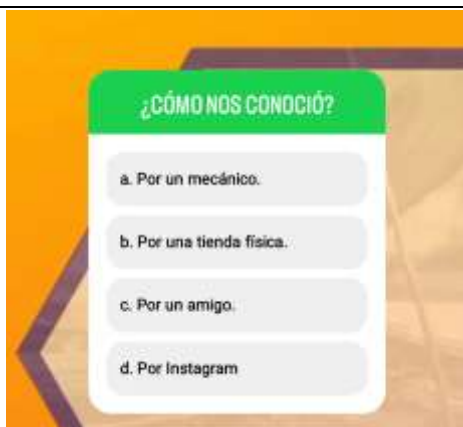 ¿CÓMO NOS CONOCIÓ?
a. Por un mecánico.
b. Por una tienda física.
c. Por un amigo.
d. Por Instagram